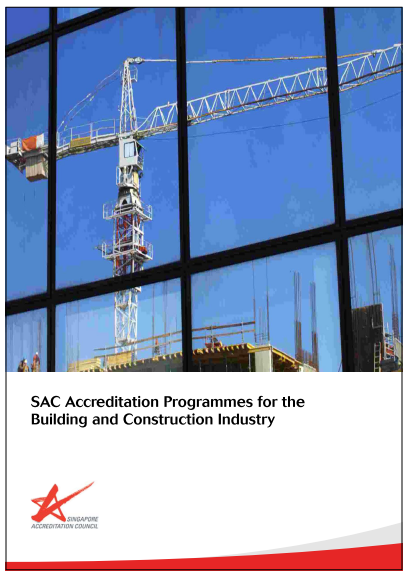 SAC Accreditation Programmes for the
Building and Construction Industry
SINGAPORE
ACCREDITATION COUNCIL